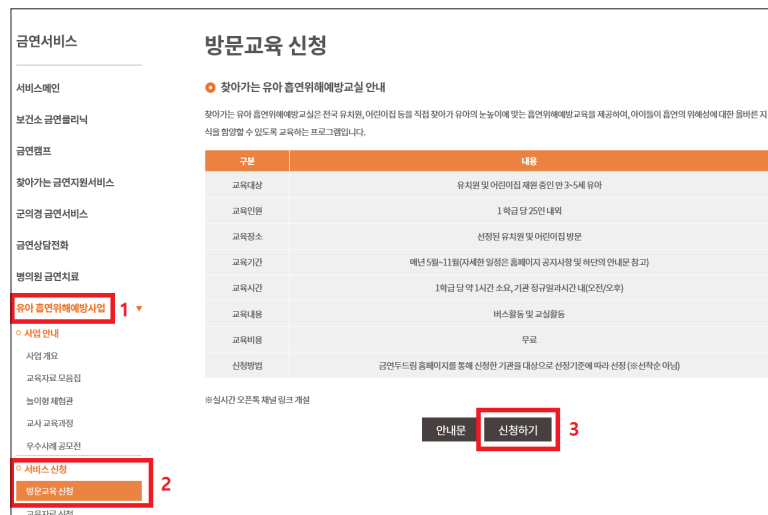 금연서비스
서비스메인
보건소 금연클리닉
금연캠프
찾아가는 금연지원서비스
군의경 금연서비스
금연상담전화
병의원 금연치료
유아 흡연위해예방사업 1 ▼
사업 안내
사업 개요
교육자료 모음집
놀이형 체험관
교사 교육과정
우수사례 공모전
서비스 신청
방문교육 신청 2
교육자료 신청
방문교육 신청
찾아가는 유아 흡연위해예방교실 안내
찾아가는 유아 흡연위해예방교실은 전국 유치원, 어린이집 등을 직접 찾아가 유아의 눈높이에 맞는 흡연위해예방교육을 제공하여, 아이들이 흡연의 위해성에 대한 올바른 지
식을 함양할 수 있도록 교육하는 프로그램입니다.
구분 내용
교육대상 유치원 및 어린이집 재원 중인 만 3~5세 유아
교육인원 1 학급 당 25인 내외
교육장소 선정된 유치원 및 어린이집 방문
교육기간 매년 5월~11월(자세한 일정은 홈페이지 공지사항 및 하단의 안내문 참고)
교육시간 1학급 당 약 1시간 소요, 기관 정규일과시간 내(오전/오후)
교육내용 버스활동 및 교실활동
교육비용 무료
신청방법 금연두드림 홈페이지를 통해 신청한 기관을 대상으로 선정기준에 따라 선정 (※선착순 아님)
※실시간 오픈톡 채널 링크 개설
안내문 신청하기 3